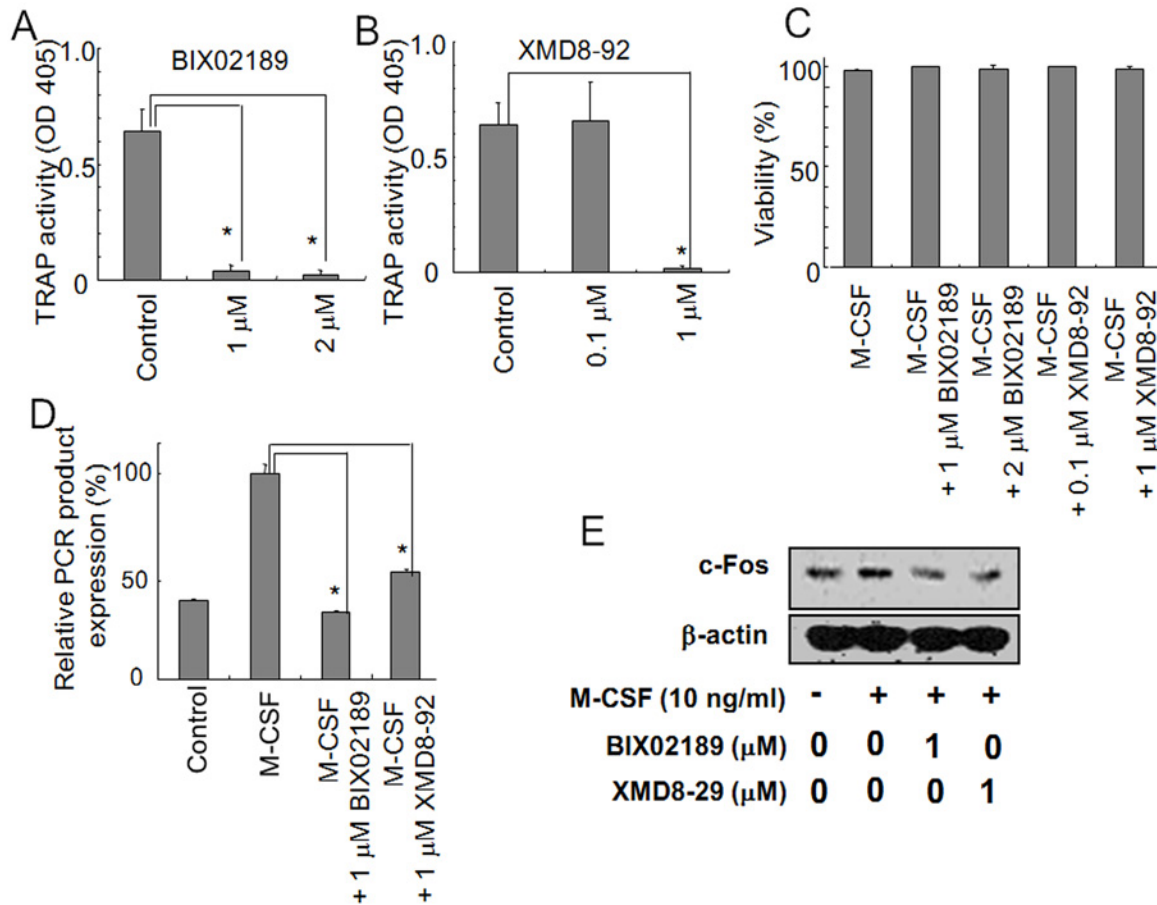 A
TRAP activity (OD 405)
1.0
0.5
0
BIX02189
*
*
Control
1 μM
2 μM
B
TRAP activity (OD 405)
1.0
0.5
0
XMD8-92
*
Control
0.1 μM
1 μM
C
Viability (%)
100
50
0
M-CSF
M-CSF
+ 1 μM BIX02189
M-CSF
+ 2 μM BIX02189
M-CSF
+ 0.1 μM XMD8-92
M-CSF
+ 1 μM XMD8-92
D
Relative PCR product
expression (%)
100
50
0
*
*
Control
M-CSF
M-CSF
+ 1 μM BIX02189
M-CSF
+ 1 μM XMD8-92
E
c-Fos
β-actin
M-CSF (10 ng/ml) - + + +
BIX02189 (μM) 0 0 1 0
XMD8-29 (μM) 0 0 0 1